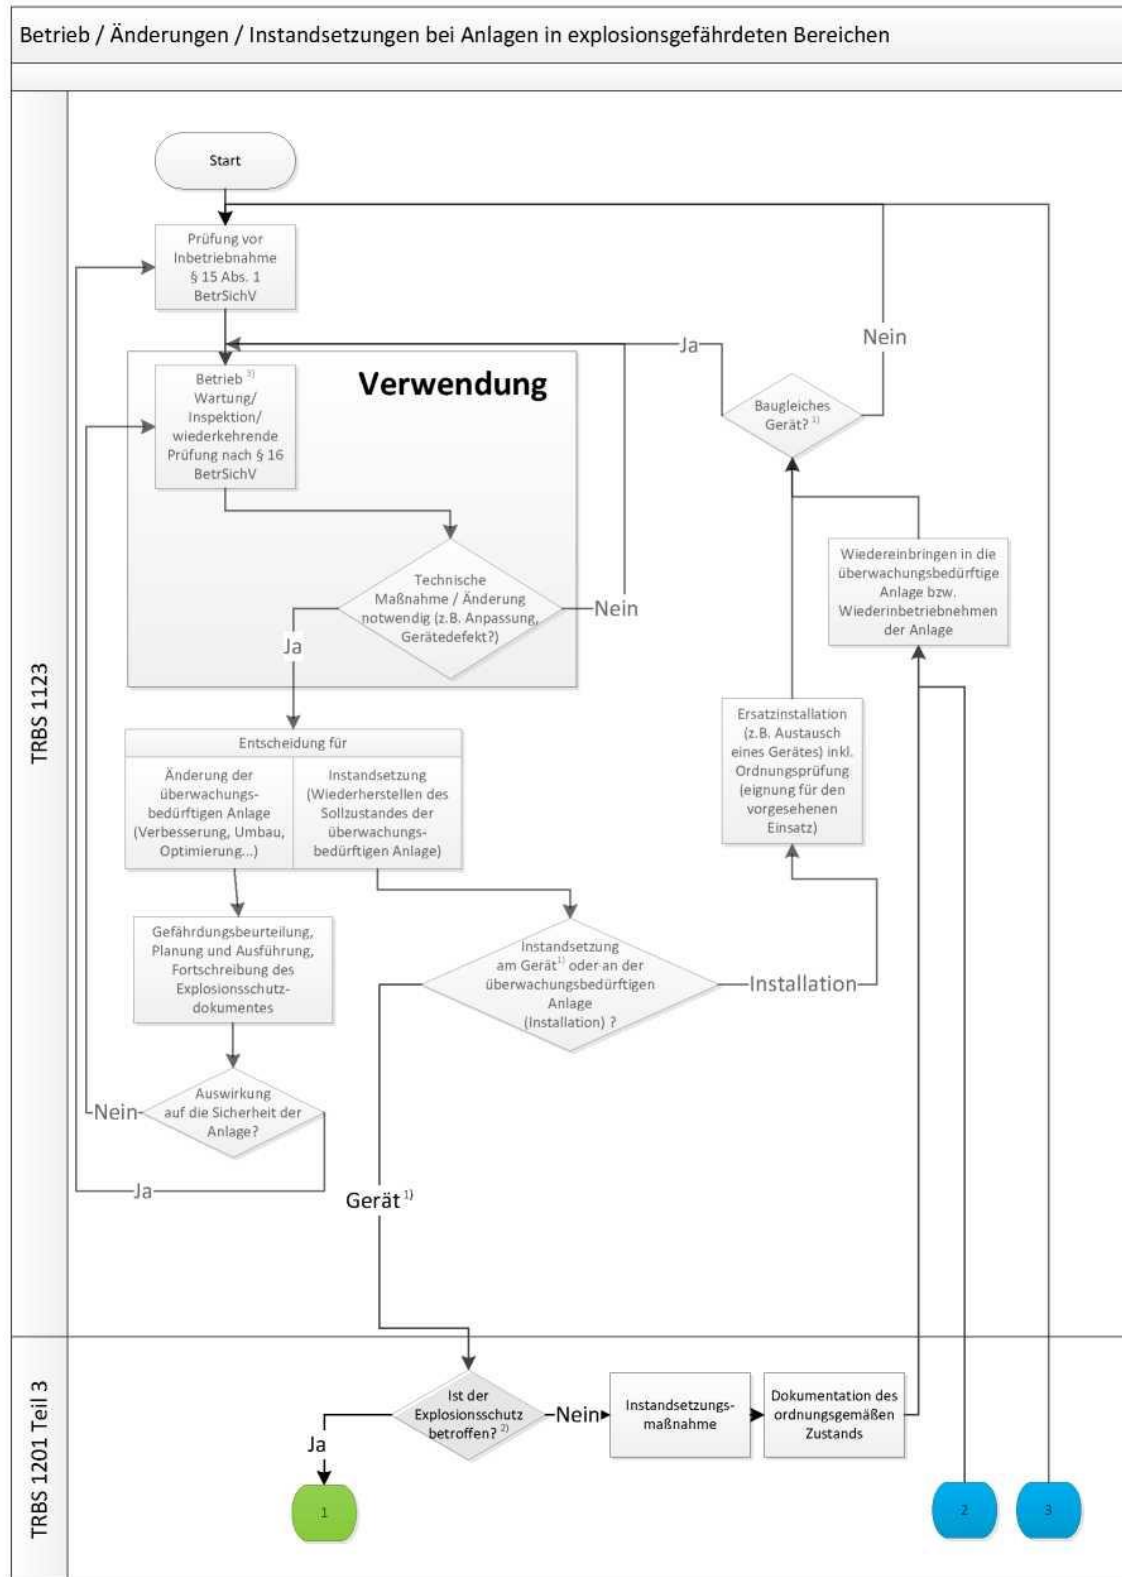 Betrieb / Änderungen / Instandsetzungen bei Anlagen in explosionsgefährdeten Bereichen
TRBS 1123
Start
Prüfung vor
Inbetriebnahme
§ 15 Abs. 1
BetrSichV
Verwendung
Betrieb ³⁾
Wartung/
Inspektion/
wiederkehrende
Prüfung nach § 16
BetrSichV
Technische
Maßnahme / Änderung
notwendig (z.B. Anpassung,
Gerätedefekt?)
Nein
Ja
Ja
Nein
Baugleiches
Gerät? ¹⁾
Wiedereinbringen in die
überwachungsbedürftige
Anlage bzw.
Wiederinbetriebnehmen
der Anlage
Ersatzinstallation
(z.B. Austausch
eines Gerätes) inkl.
Ordnungsprüfung
(eignung für den
vorgesehenen
Einsatz)
Entscheidung für
Änderung der
überwachungs-
bedürftigen Anlage
(Verbesserung, Umbau,
Optimierung...)
Instandsetzung
(Wiederherstellen des
Sollzustandes der
überwachungs-
bedürftigen Anlage)
Gefährdungsbeurteilung,
Planung und Ausführung,
Fortschreibung des
Explosionsschutz-
dokumentes
Instandsetzung
am Gerät¹⁾ oder an der
überwachungsbedürftigen
Anlage
(Installation) ?
Installation
Auswirkung
auf die Sicherheit der
Anlage?
Nein
Ja
Gerät ¹⁾
TRBS 1201 Teil 3
Ist der
Explosionsschutz
betroffen? ²⁾
Nein
Ja
Instandsetzungs-
maßnahme
Dokumentation des
ordnungsgemäßen
Zustands
1
2
3